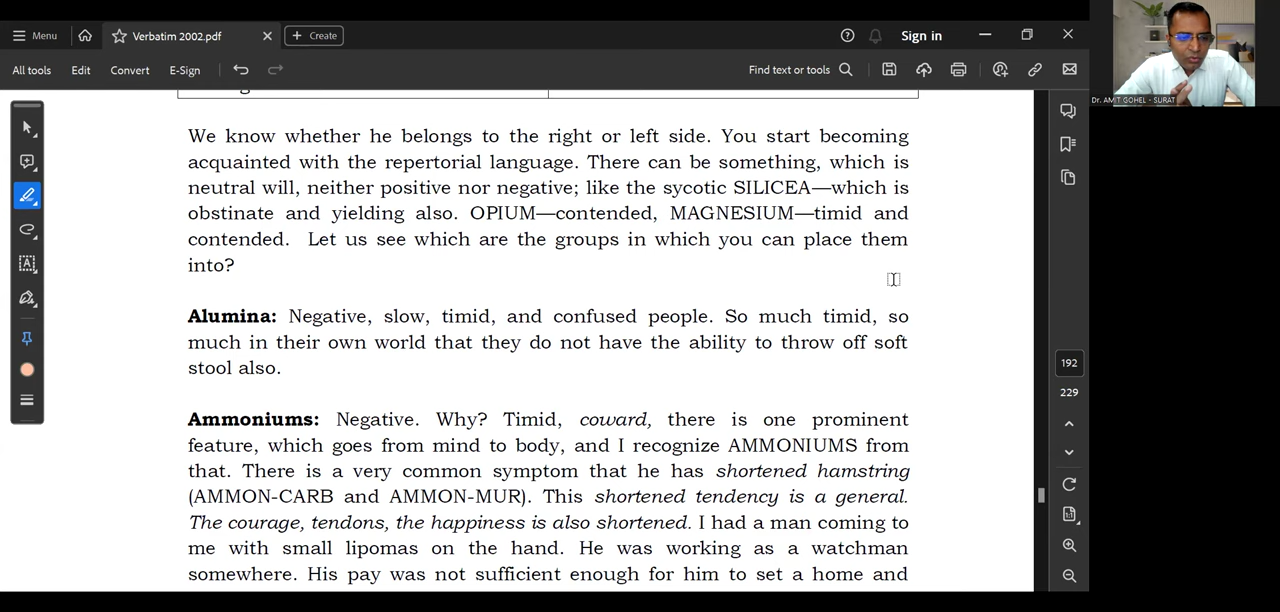 Menu
Verbatim 2002.pdf
Create
Sign in
All tools
Edit
Convert
E-Sign
Find text or tools
Dr. AMIT GOHEL - SURAT
We know whether he belongs to the right or left side. You start becoming
acquainted with the repertorial language. There can be something, which is
neutral will, neither positive nor negative; like the sycotic SILICEA—which is
obstinate and yielding also. OPIUM—contended, MAGNESIUM—timid and
contended. Let us see which are the groups in which you can place them
into?
Alumina: Negative, slow, timid, and confused people. So much timid, so
much in their own world that they do not have the ability to throw off soft
stool also.
Ammoniums: Negative. Why? Timid, coward, there is one prominent
feature, which goes from mind to body, and I recognize AMMONIUMS from
that. There is a very common symptom that he has shortened hamstring
(AMMON-CARB and AMMON-MUR). This shortened tendency is a general.
The courage, tendons, the happiness is also shortened. I had a man coming to
me with small lipomas on the hand. He was working as a watchman
somewhere. His pay was not sufficient enough for him to set a home and
192
229